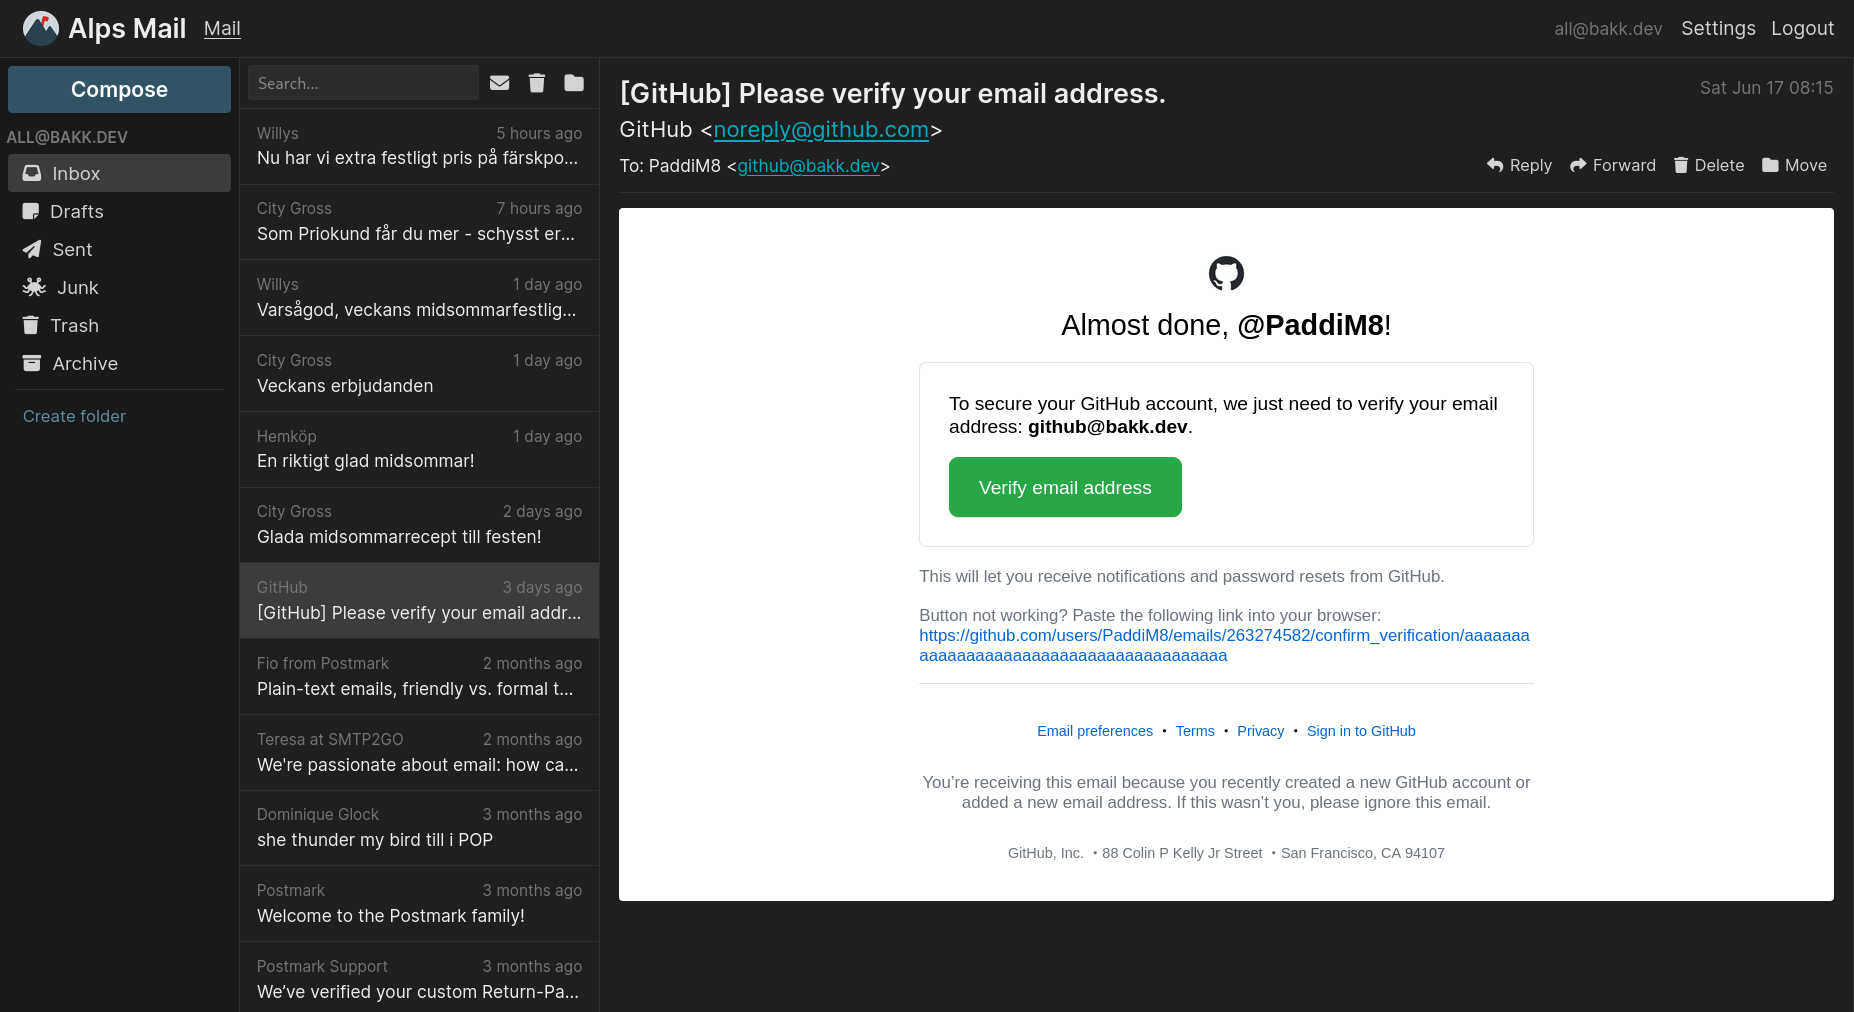 Alps Mail Mail all@bakk.dev Settings Logout
Compose
ALL@BAKK.DEV
Inbox
Drafts
Sent
Junk
Trash
Archive
Create folder
Search...
Willys 5 hours ago
Nu har vi extra festligt pris på färskpo...
City Gross 7 hours ago
Som Priokund får du mer - schysst er...
Willys 1 day ago
Varsågod, veckans midsommarfestlig...
City Gross 1 day ago
Veckans erbjudanden
Hemköp 1 day ago
En riktigt glad midsommar!
City Gross 2 days ago
Glada midsommarrecept till festen!
GitHub 3 days ago
[GitHub] Please verify your email addr...
Fio from Postmark 2 months ago
Plain-text emails, friendly vs. formal t...
Teresa at SMTP2GO 2 months ago
We're passionate about email: how ca...
Dominique Glock 3 months ago
she thunder my bird till i POP
Postmark 3 months ago
Welcome to the Postmark family!
Postmark Support 3 months ago
We've verified your custom Return-Pa...
[GitHub] Please verify your email address. Sat Jun 17 08:15
GitHub <noreply@github.com>
To: PaddiM8 <github@bakk.dev> Reply Forward Delete Move
Almost done, @PaddiM8!
To secure your GitHub account, we just need to verify your email
address: github@bakk.dev.
Verify email address
This will let you receive notifications and password resets from GitHub.
Button not working? Paste the following link into your browser:
https://github.com/users/PaddiM8/emails/263274582/confirm_verification/aaaaaaa
aaaaaaaaaaaaaaaaaaaaaaaaaaaaaaaaa
Email preferences • Terms • Privacy • Sign in to GitHub
You're receiving this email because you recently created a new GitHub account or
added a new email address. If this wasn't you, please ignore this email.
GitHub, Inc. • 88 Colin P Kelly Jr Street • San Francisco, CA 94107